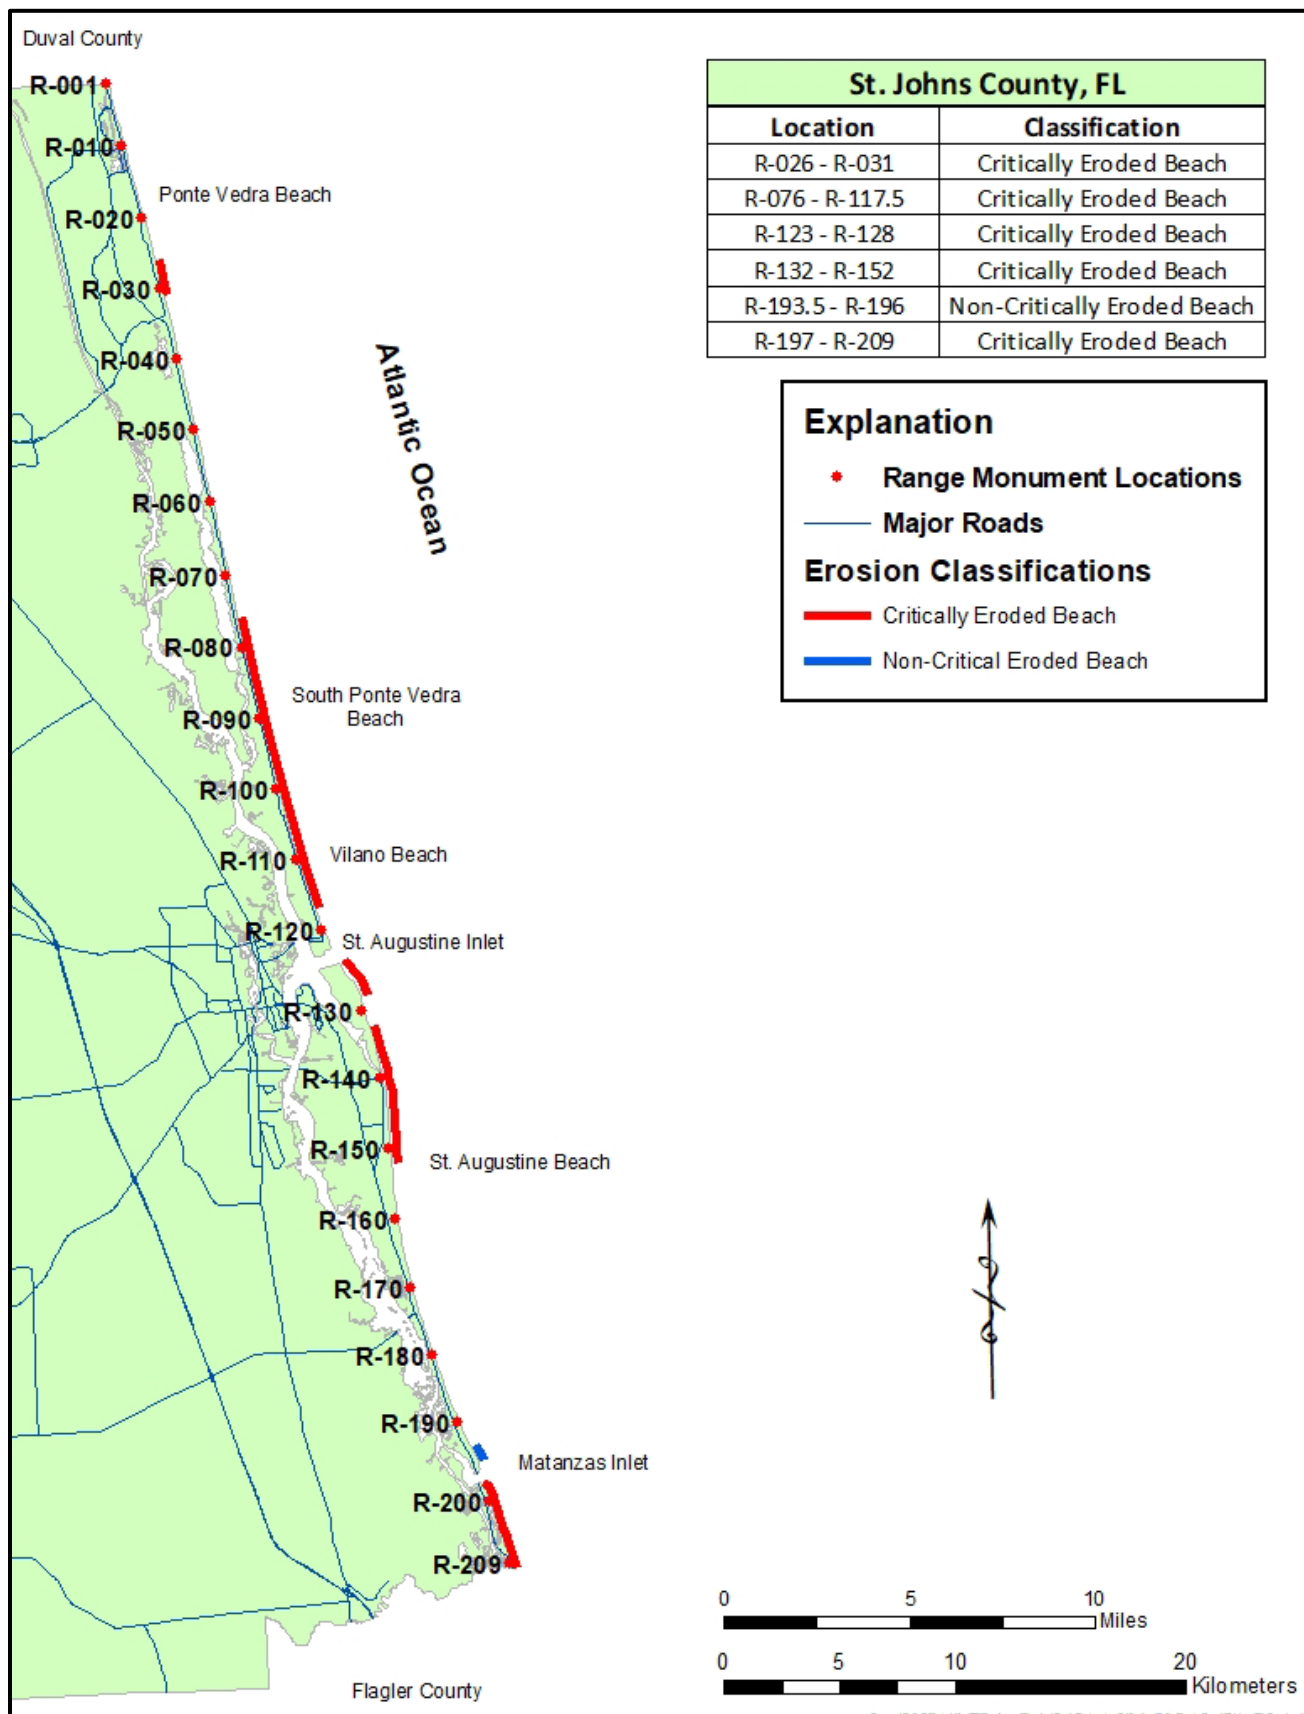 Duval County
R-001
R-010
Ponte Vedra Beach
R-020
R-030
R-040
R-050
R-060
R-070
R-080
South Ponte Vedra
Beach
R-090
R-100
R-110
Vilano Beach
R-120
St. Augustine Inlet
R-130
R-140
R-150
St. Augustine Beach
R-160
R-170
R-180
R-190
Matanzas Inlet
R-200
R-209
Flagler County
Atlantic Ocean
St. Johns County, FL
Location Classification
R-026 - R-031 Critically Eroded Beach
R-076 - R-117.5 Critically Eroded Beach
R-123 - R-128 Critically Eroded Beach
R-132 - R-152 Critically Eroded Beach
R-193.5 - R-196 Non-Critically Eroded Beach
R-197 - R-209 Critically Eroded Beach
Explanation
Range Monument Locations
Major Roads
Erosion Classifications
Critically Eroded Beach
Non-Critical Eroded Beach
0 5 10
Miles
0 5 10 20
Kilometers